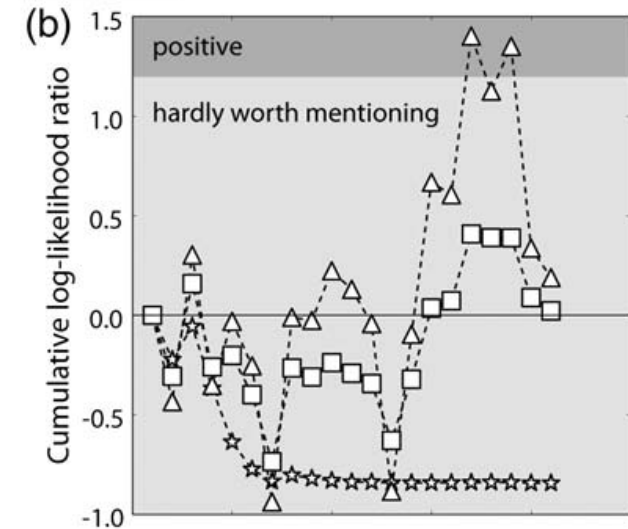 (b)
1.5
positive
hardly worth mentioning
1.0
0.5
0.0
-0.5
-1.0
Cumulative log-likelihood ratio